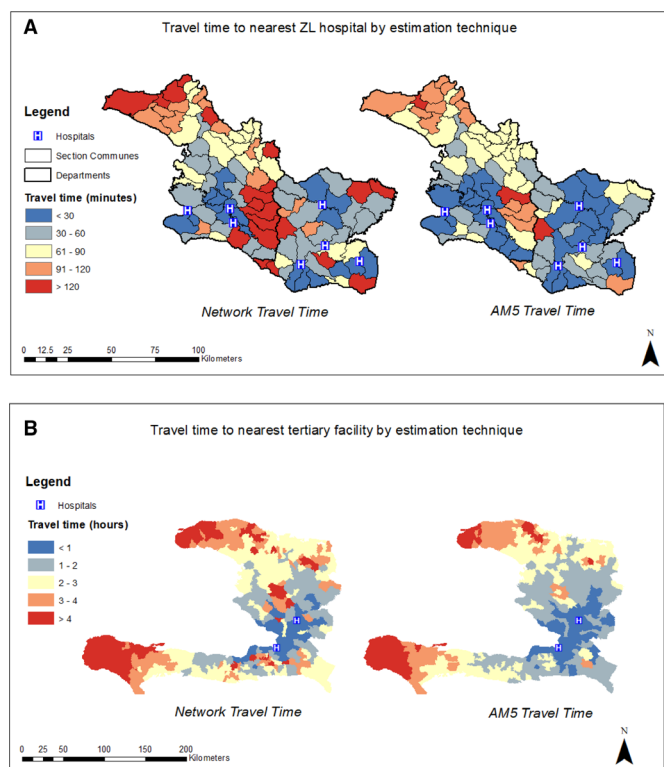 A
Travel time to nearest ZL hospital by estimation technique
Legend
H Hospitals
Section Communes
Departments
Travel time (minutes)
< 30
30 - 60
61 - 90
91 - 120
> 120
H
H
H
H
H
H
H
H
H
H
H
H
H
H
Network Travel Time
AM5 Travel Time
0 12.5 25 50 75 100
Kilometers
N
B
Travel time to nearest tertiary facility by estimation technique
Legend
H Hospitals
Travel time (hours)
< 1
1 - 2
2 - 3
3 - 4
> 4
H
H
H
H
Network Travel Time
AM5 Travel Time
0 25 50 100 150 200
Kilometers
N